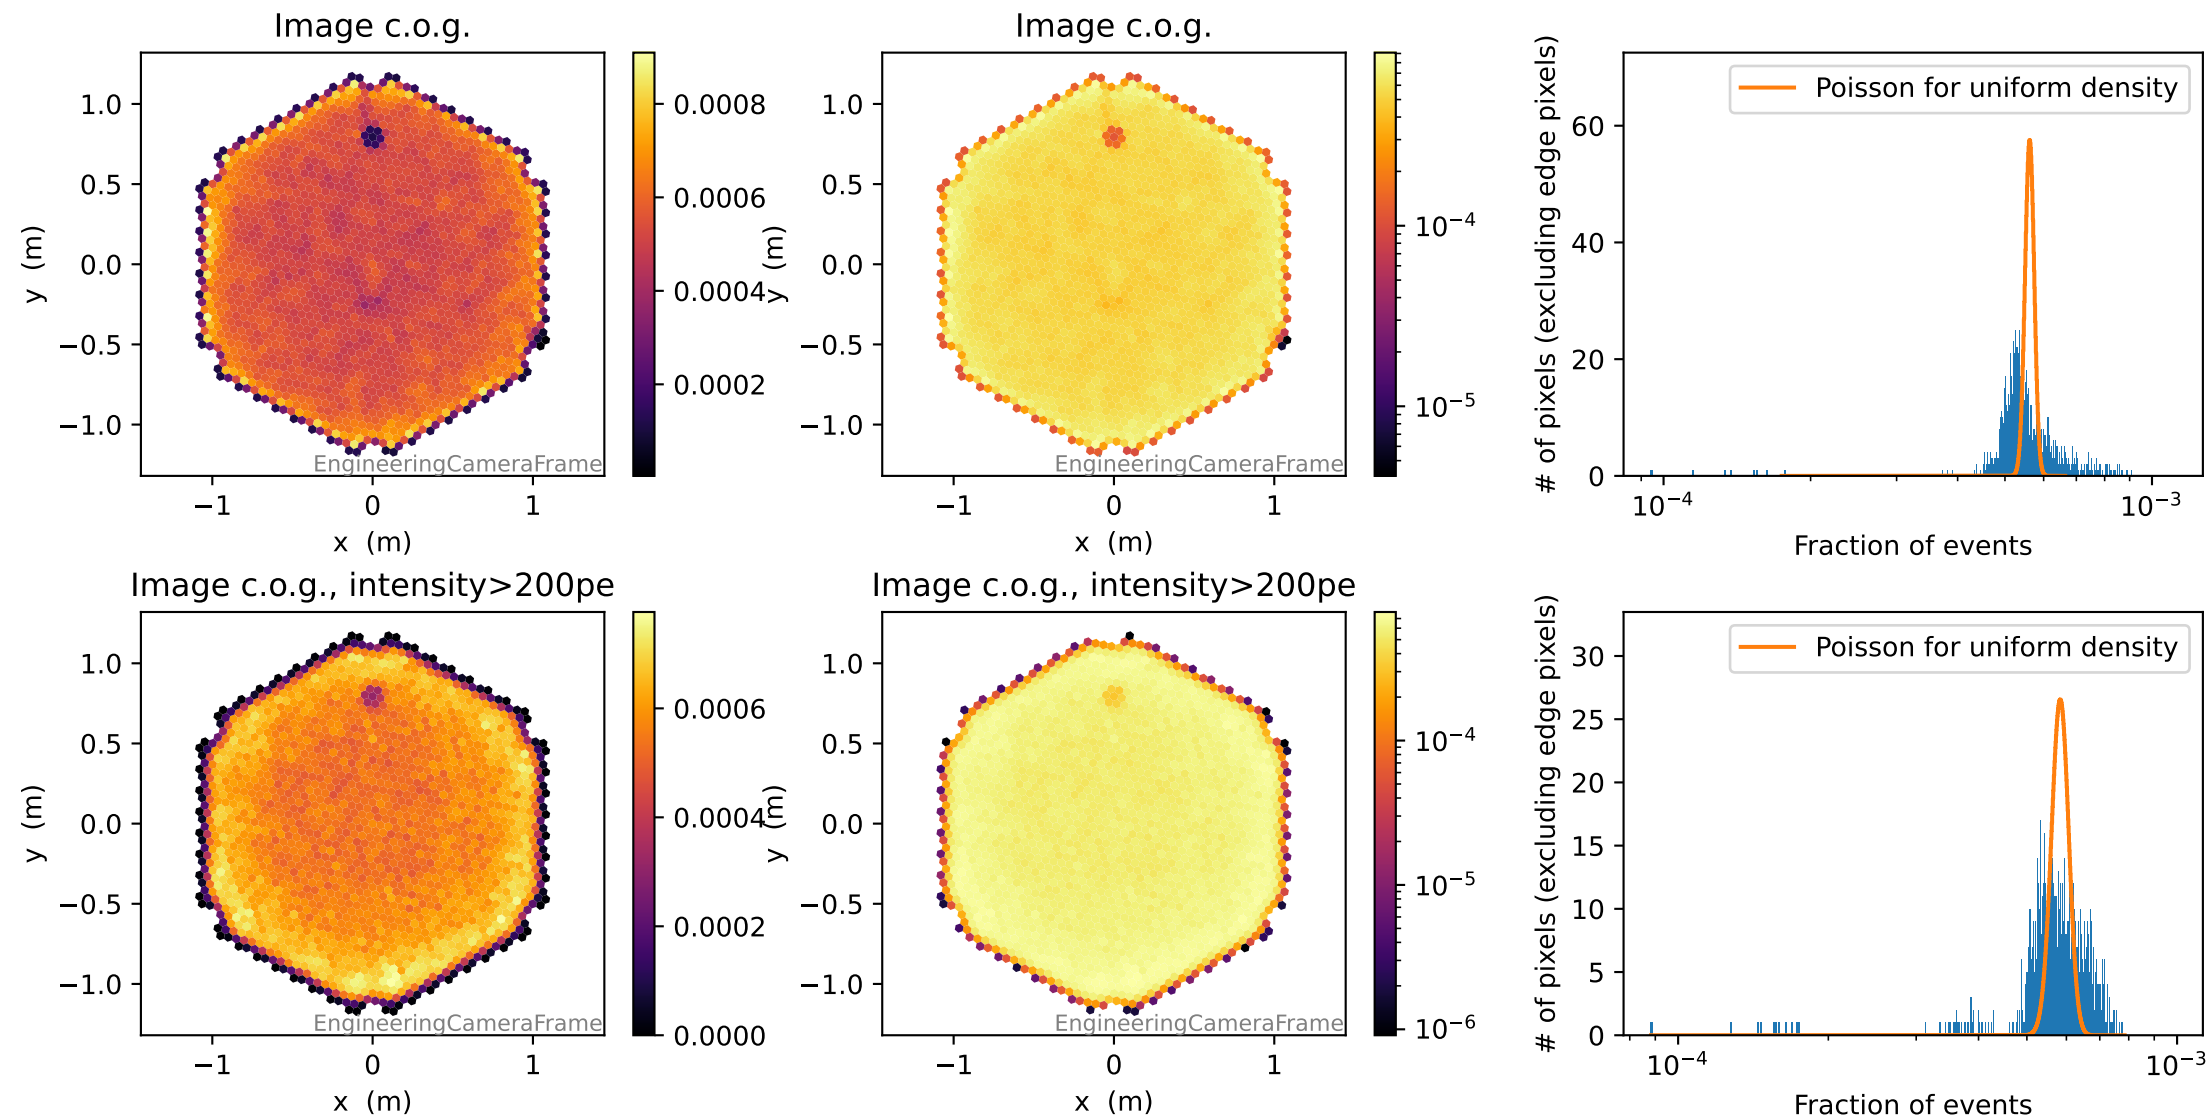 Image c.o.g.
1.0
0.5
0.0
−0.5
−1.0
y (m)
−1
0
1
x (m)
EngineeringCameraFrame
0.0008
0.0006
0.0004
0.0002
Image c.o.g.
1.0
0.5
0.0
−0.5
−1.0
y (m)
−1
0
1
x (m)
EngineeringCameraFrame
10⁻⁴
10⁻⁵
# of pixels (excluding edge pixels)
60
40
20
0
Poisson for uniform density
10⁻⁴
10⁻³
Fraction of events
Image c.o.g., intensity>200pe
1.0
0.5
0.0
−0.5
−1.0
y (m)
−1
0
1
x (m)
EngineeringCameraFrame
0.0006
0.0004
0.0002
0.0000
Image c.o.g., intensity>200pe
1.0
0.5
0.0
−0.5
−1.0
y (m)
−1
0
1
x (m)
EngineeringCameraFrame
10⁻⁴
10⁻⁵
10⁻⁶
# of pixels (excluding edge pixels)
30
25
20
15
10
5
0
Poisson for uniform density
10⁻⁴
10⁻³
Fraction of events